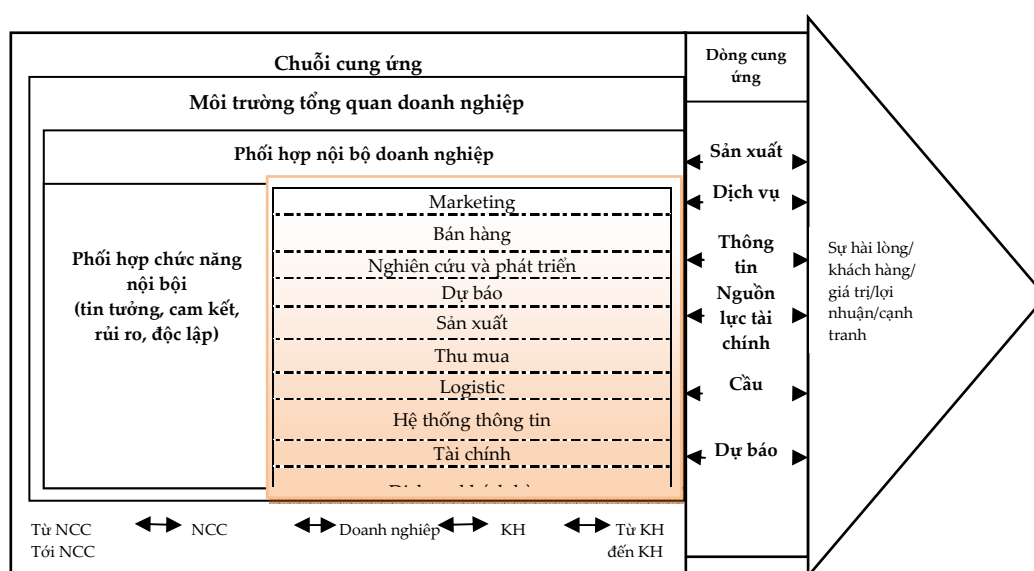 Chuỗi cung ứng
Môi trường tổng quan doanh nghiệp
Phối hợp nội bộ doanh nghiệp
Phối hợp chức năng
nội bội
(tin tưởng, cam kết,
rủi ro, độc lập)
Marketing
Bán hàng
Nghiên cứu và phát triển
Dự báo
Sản xuất
Thu mua
Logistic
Hệ thống thông tin
Tài chính
Dòng cung
ứng
Sản xuất
Dịch vụ
Thông
tin
Nguồn
lực tài
chính
Cầu
Dự báo
Sự hài lòng/
khách hàng/
giá trị/lợi
nhuận/cạnh
tranh
Từ NCC
Tới NCC
NCC
Doanh nghiệp
KH
Từ KH
đến KH